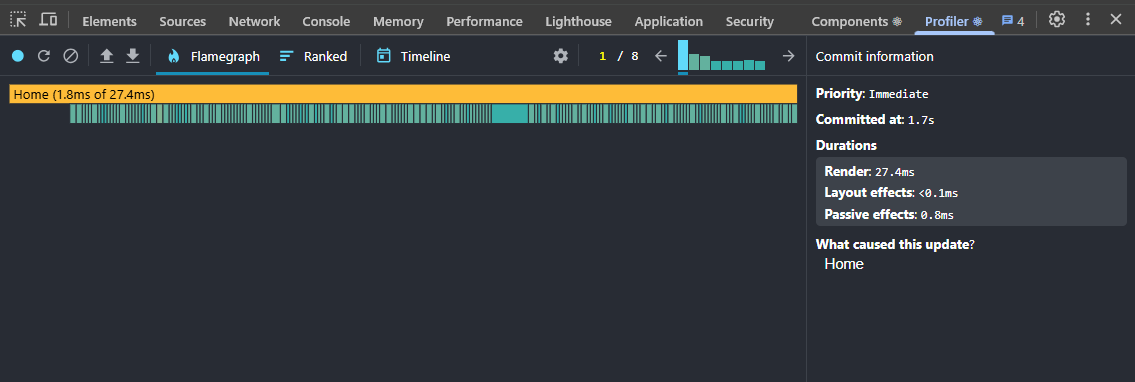 Elements Sources Network Console Memory Performance Lighthouse Application Security Components Profiler 4
Flamegraph Ranked Timeline 1 / 8
Commit information
Home (1.8ms of 27.4ms)
Priority: Immediate
Committed at: 1.7s
Durations
Render: 27.4ms
Layout effects: <0.1ms
Passive effects: 0.8ms
What caused this update?
Home